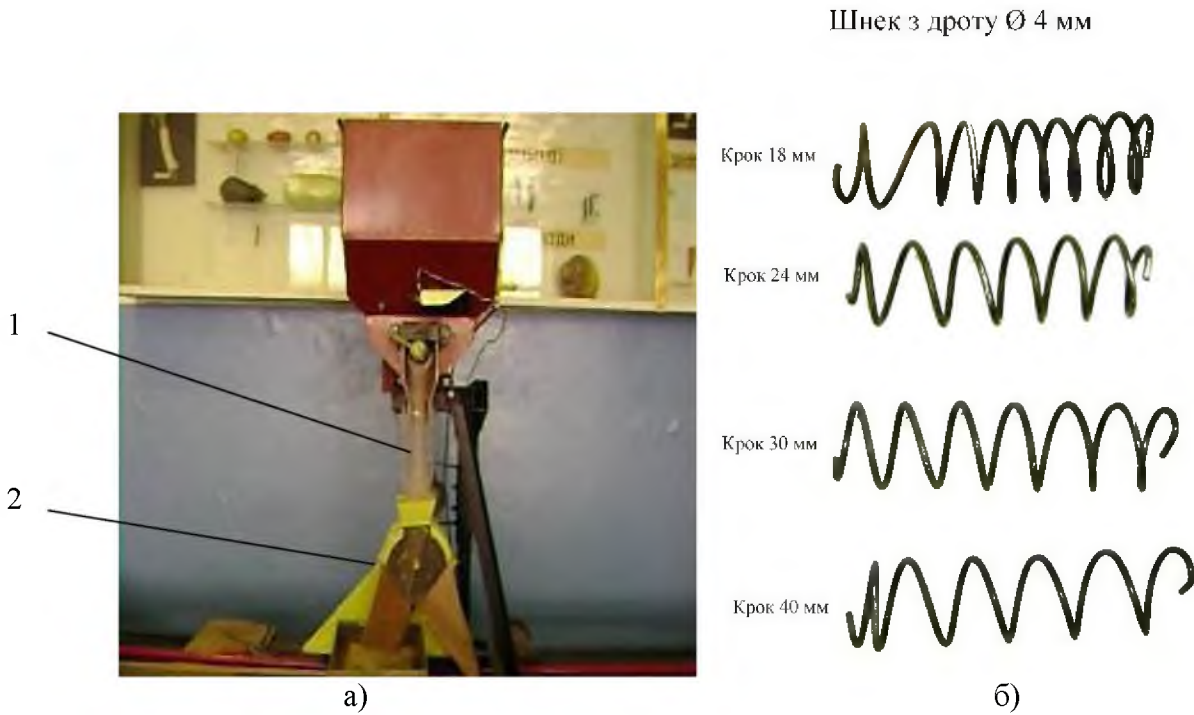 Шнек з дроту Ø 4 мм
Крок 18 мм
Крок 24 мм
1
Крок 30 мм
2
Крок 40 мм
а)
б)